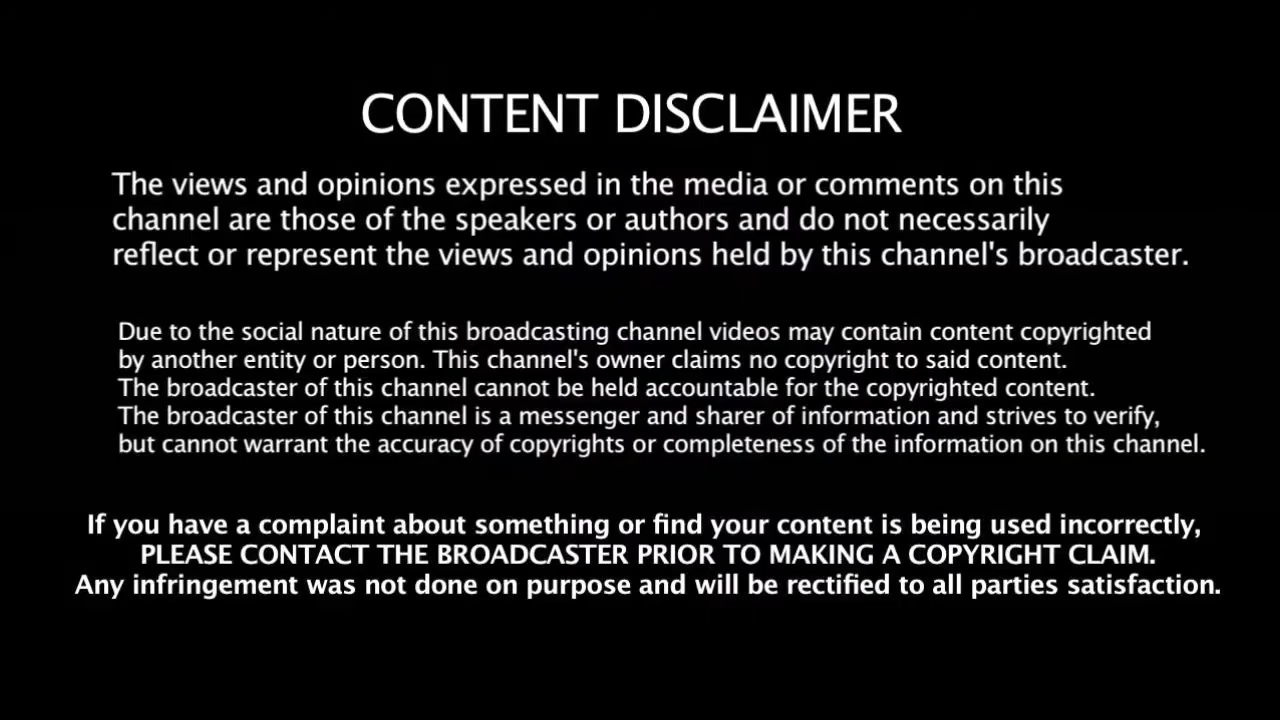 CONTENT DISCLAIMER
The views and opinions expressed in the media or comments on this
channel are those of the speakers or authors and do not necessarily
reflect or represent the views and opinions held by this channel's broadcaster.
Due to the social nature of this broadcasting channel videos may contain content copyrighted
by another entity or person. This channel's owner claims no copyright to said content.
The broadcaster of this channel cannot be held accountable for the copyrighted content.
The broadcaster of this channel is a messenger and sharer of information and strives to verify,
but cannot warrant the accuracy of copyrights or completeness of the information on this channel.
If you have a complaint about something or find your content is being used incorrectly,
PLEASE CONTACT THE BROADCASTER PRIOR TO MAKING A COPYRIGHT CLAIM.
Any infringement was not done on purpose and will be rectified to all parties satisfaction.